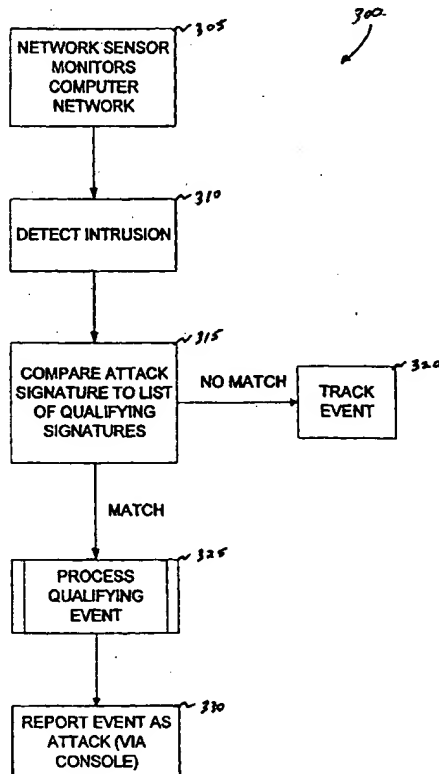 300
305
NETWORK SENSOR
MONITORS
COMPUTER
NETWORK
310
DETECT INTRUSION
315
COMPARE ATTACK
SIGNATURE TO LIST
OF QUALIFYING
SIGNATURES
NO MATCH
320
TRACK
EVENT
MATCH
325
PROCESS
QUALIFYING
EVENT
330
REPORT EVENT AS
ATTACK (VIA
CONSOLE)